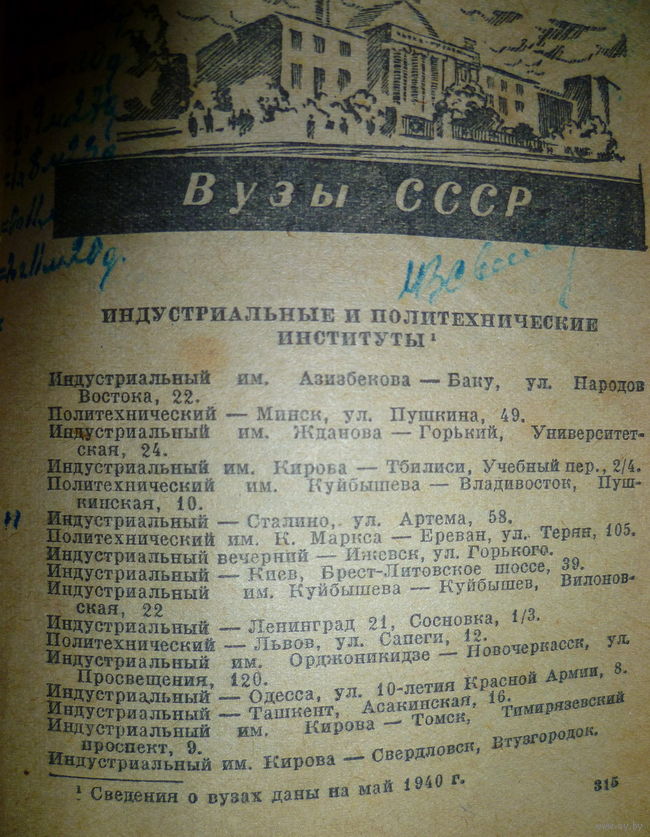 Вузы СССР
ИНДУСТРИАЛЬНЫЕ И ПОЛИТЕХНИЧЕСКИЕ
ИНСТИТУТЫ¹
Индустриальный им. Азизбекова — Баку, ул. Народов
Востока, 22.
Политехнический — Минск, ул. Пушкина, 49.
Индустриальный им. Жданова — Горький, Университет-
ская, 24.
Индустриальный им. Кирова — Тбилиси, Учебный пер., 2/4.
Политехнический им. Куйбышева — Владивосток, Пуш-
кинская, 10.
Индустриальный — Сталино, ул. Артема, 58.
Политехнический им. К. Маркса — Ереван, ул. Терян, 105.
Индустриальный вечерний — Ижевск, ул. Горького.
Индустриальный — Киев, Брест-Литовское шоссе, 39.
Индустриальный им. Куйбышева — Куйбышев, Вилонов-
ская, 22
Индустриальный — Ленинград 21, Сосновка, 1/3.
Политехнический — Львов, ул. Сапеги, 12.
Индустриальный им. Орджоникидзе — Новочеркасск, ул.
Просвещения, 120.
Индустриальный — Одесса, ул. 10-летия Красной Армии, 8.
Индустриальный — Ташкент, Асакинская, 16.
Индустриальный им. Кирова — Томск, Тимирязевский
проспект, 9.
Индустриальный им. Кирова — Свердловск, Втузгородок.
¹ Сведения о вузах даны на май 1940 г.
315